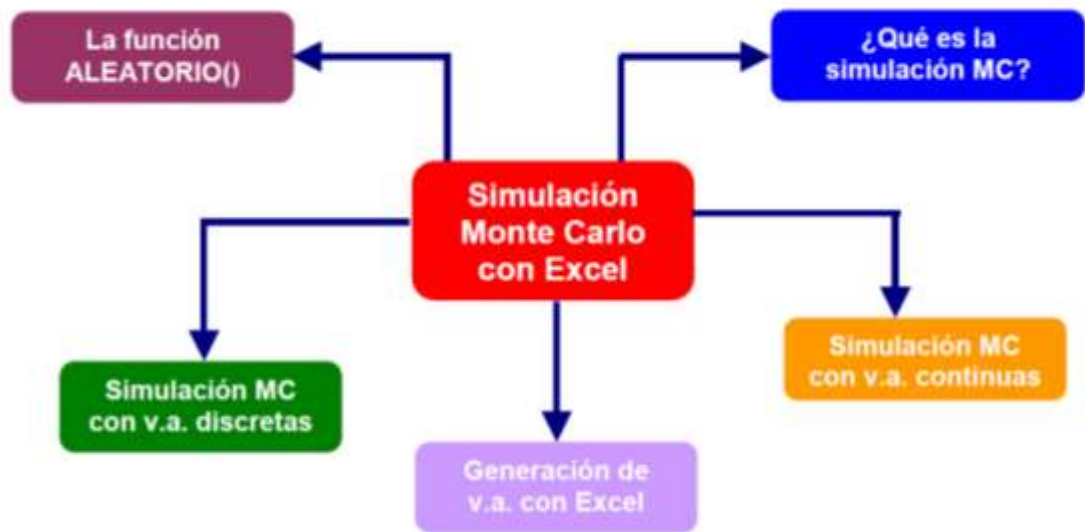 La función
ALEATORIO()
¿Qué es la
simulación MC?
Simulación
Monte Carlo
con Excel
Simulación MC
con v.a. continuas
Simulación MC
con v.a. discretas
Generación de
v.a. con Excel